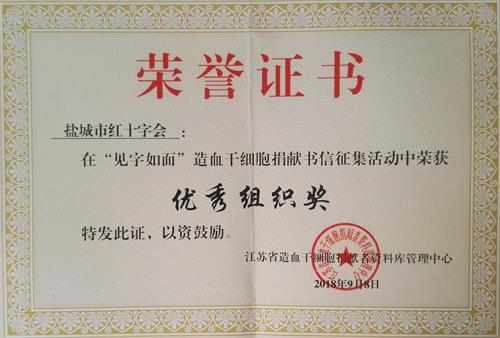 荣誉证书
盐城市红十字会：
在“见字如面”造血干细胞捐献书信征集活动中荣获
优秀组织奖
特发此证，以资鼓励。
江苏省造血干细胞捐献者资料库管理中心
2018年9月8日